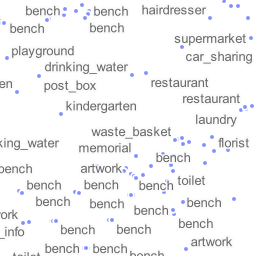 bench
bench
hairdresser
bench
bench
supermarket
playground
car_sharing
drinking_water
en
post_box
restaurant
restaurant
kindergarten
laundry
waste_basket
king_water
memorial
florist
bench
bench
artwork
toilet
bench
bench
bench
bench
bench
bench
bench
ork
bench
bench
bench
_info
artwork
bench
bench
toilet
bench